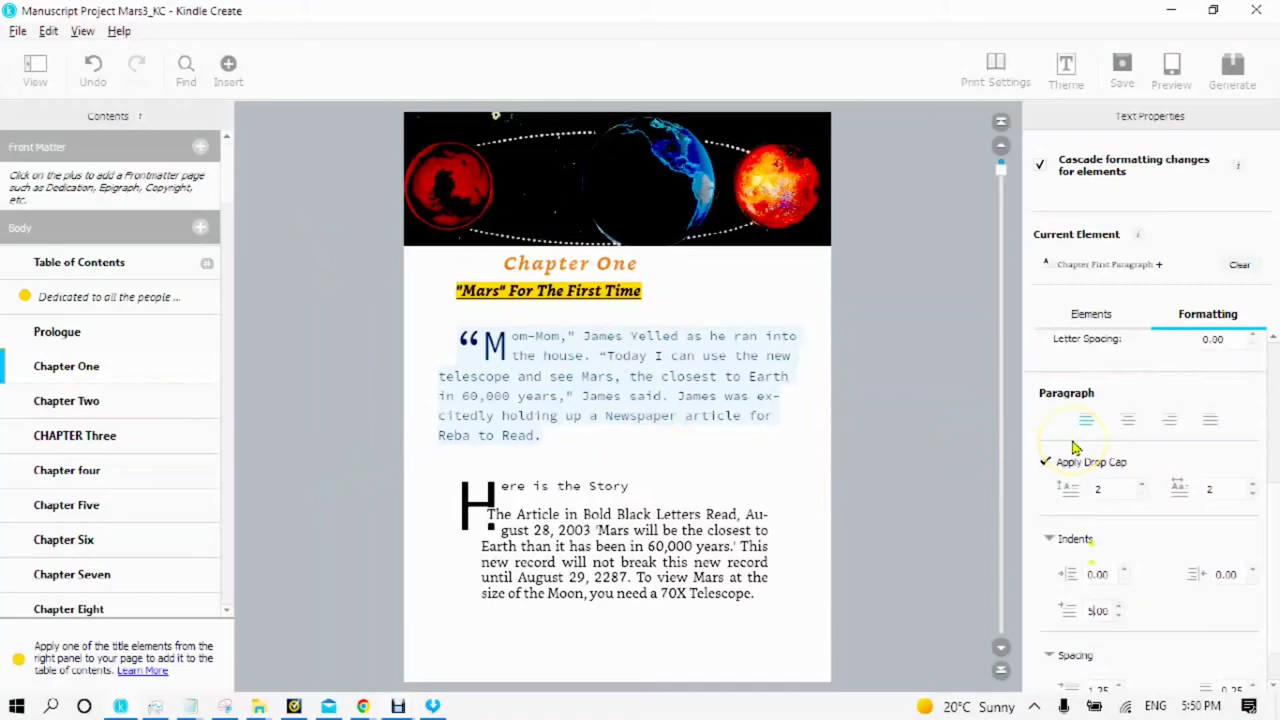 Manuscript Project Mars3_KC - Kindle Create
File Edit View Help
View Undo Find Insert Print Settings Theme Save Preview Generate
Contents
Front Matter
Click on the plus to add a Frontmatter page
such as Dedication, Epigraph, Copyright,
etc.
Body
Table of Contents
Dedicated to all the people ...
Prologue
Chapter One
Chapter Two
CHAPTER Three
Chapter four
Chapter Five
Chapter Six
Chapter Seven
Chapter Eight
Apply one of the title elements from the
right panel to your page to add it to the
table of contents. Learn More
Chapter One
"Mars" For The First Time
“Mom-Mom," James Yelled as he ran into
the house. “Today I can use the new
telescope and see Mars, the closest to Earth
in 60,000 years,” James said. James was ex-
citedly holding up a Newspaper article for
Reba to Read.
Here is the Story
The Article in Bold Black Letters Read, Au-
gust 28, 2003 'Mars will be the closest to
Earth than it has been in 60,000 years.' This
new record will not break this new record
until August 29, 2287. To view Mars at the
size of the Moon, you need a 70X Telescope.
Text Properties
Cascade formatting changes
for elements
Current Element
Chapter First Paragraph + Clear
Elements Formatting
Letter Spacing: 0.00
Paragraph
Apply Drop Cap
2 2
Indents
0.00 0.00
5.00
Spacing
1.25 0.25
20°C Sunny ENG 5:50 PM